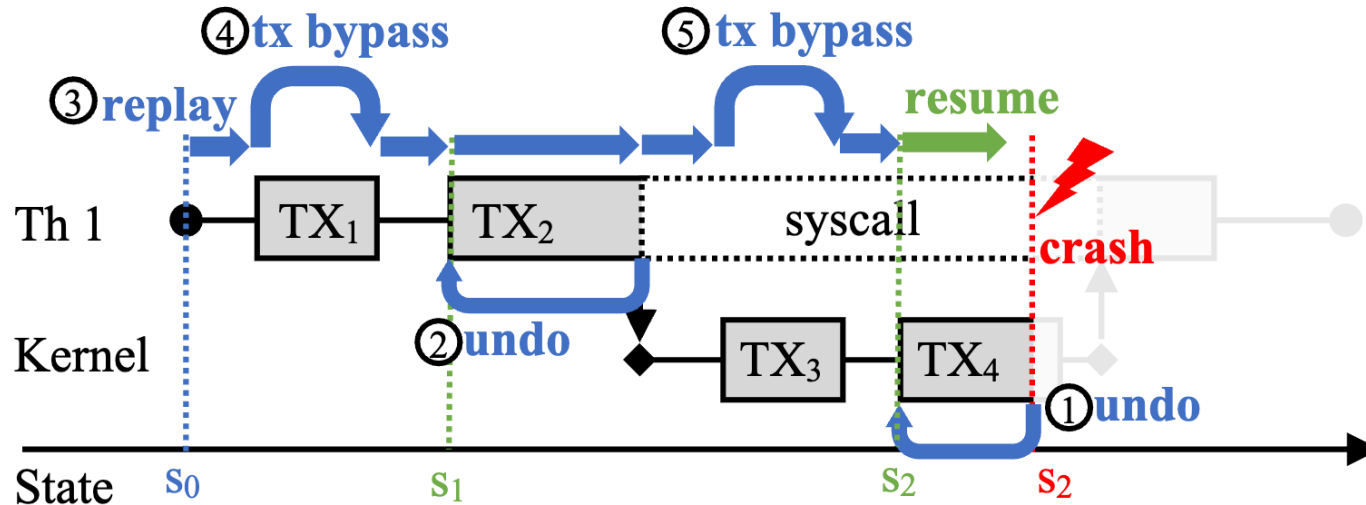 ④tx bypass ⑤tx bypass
③replay resume
Th 1 TX₁ TX₂ syscall
crash
②undo
Kernel TX₃ TX₄
①undo
State s₀ s₁ s₂ s₂